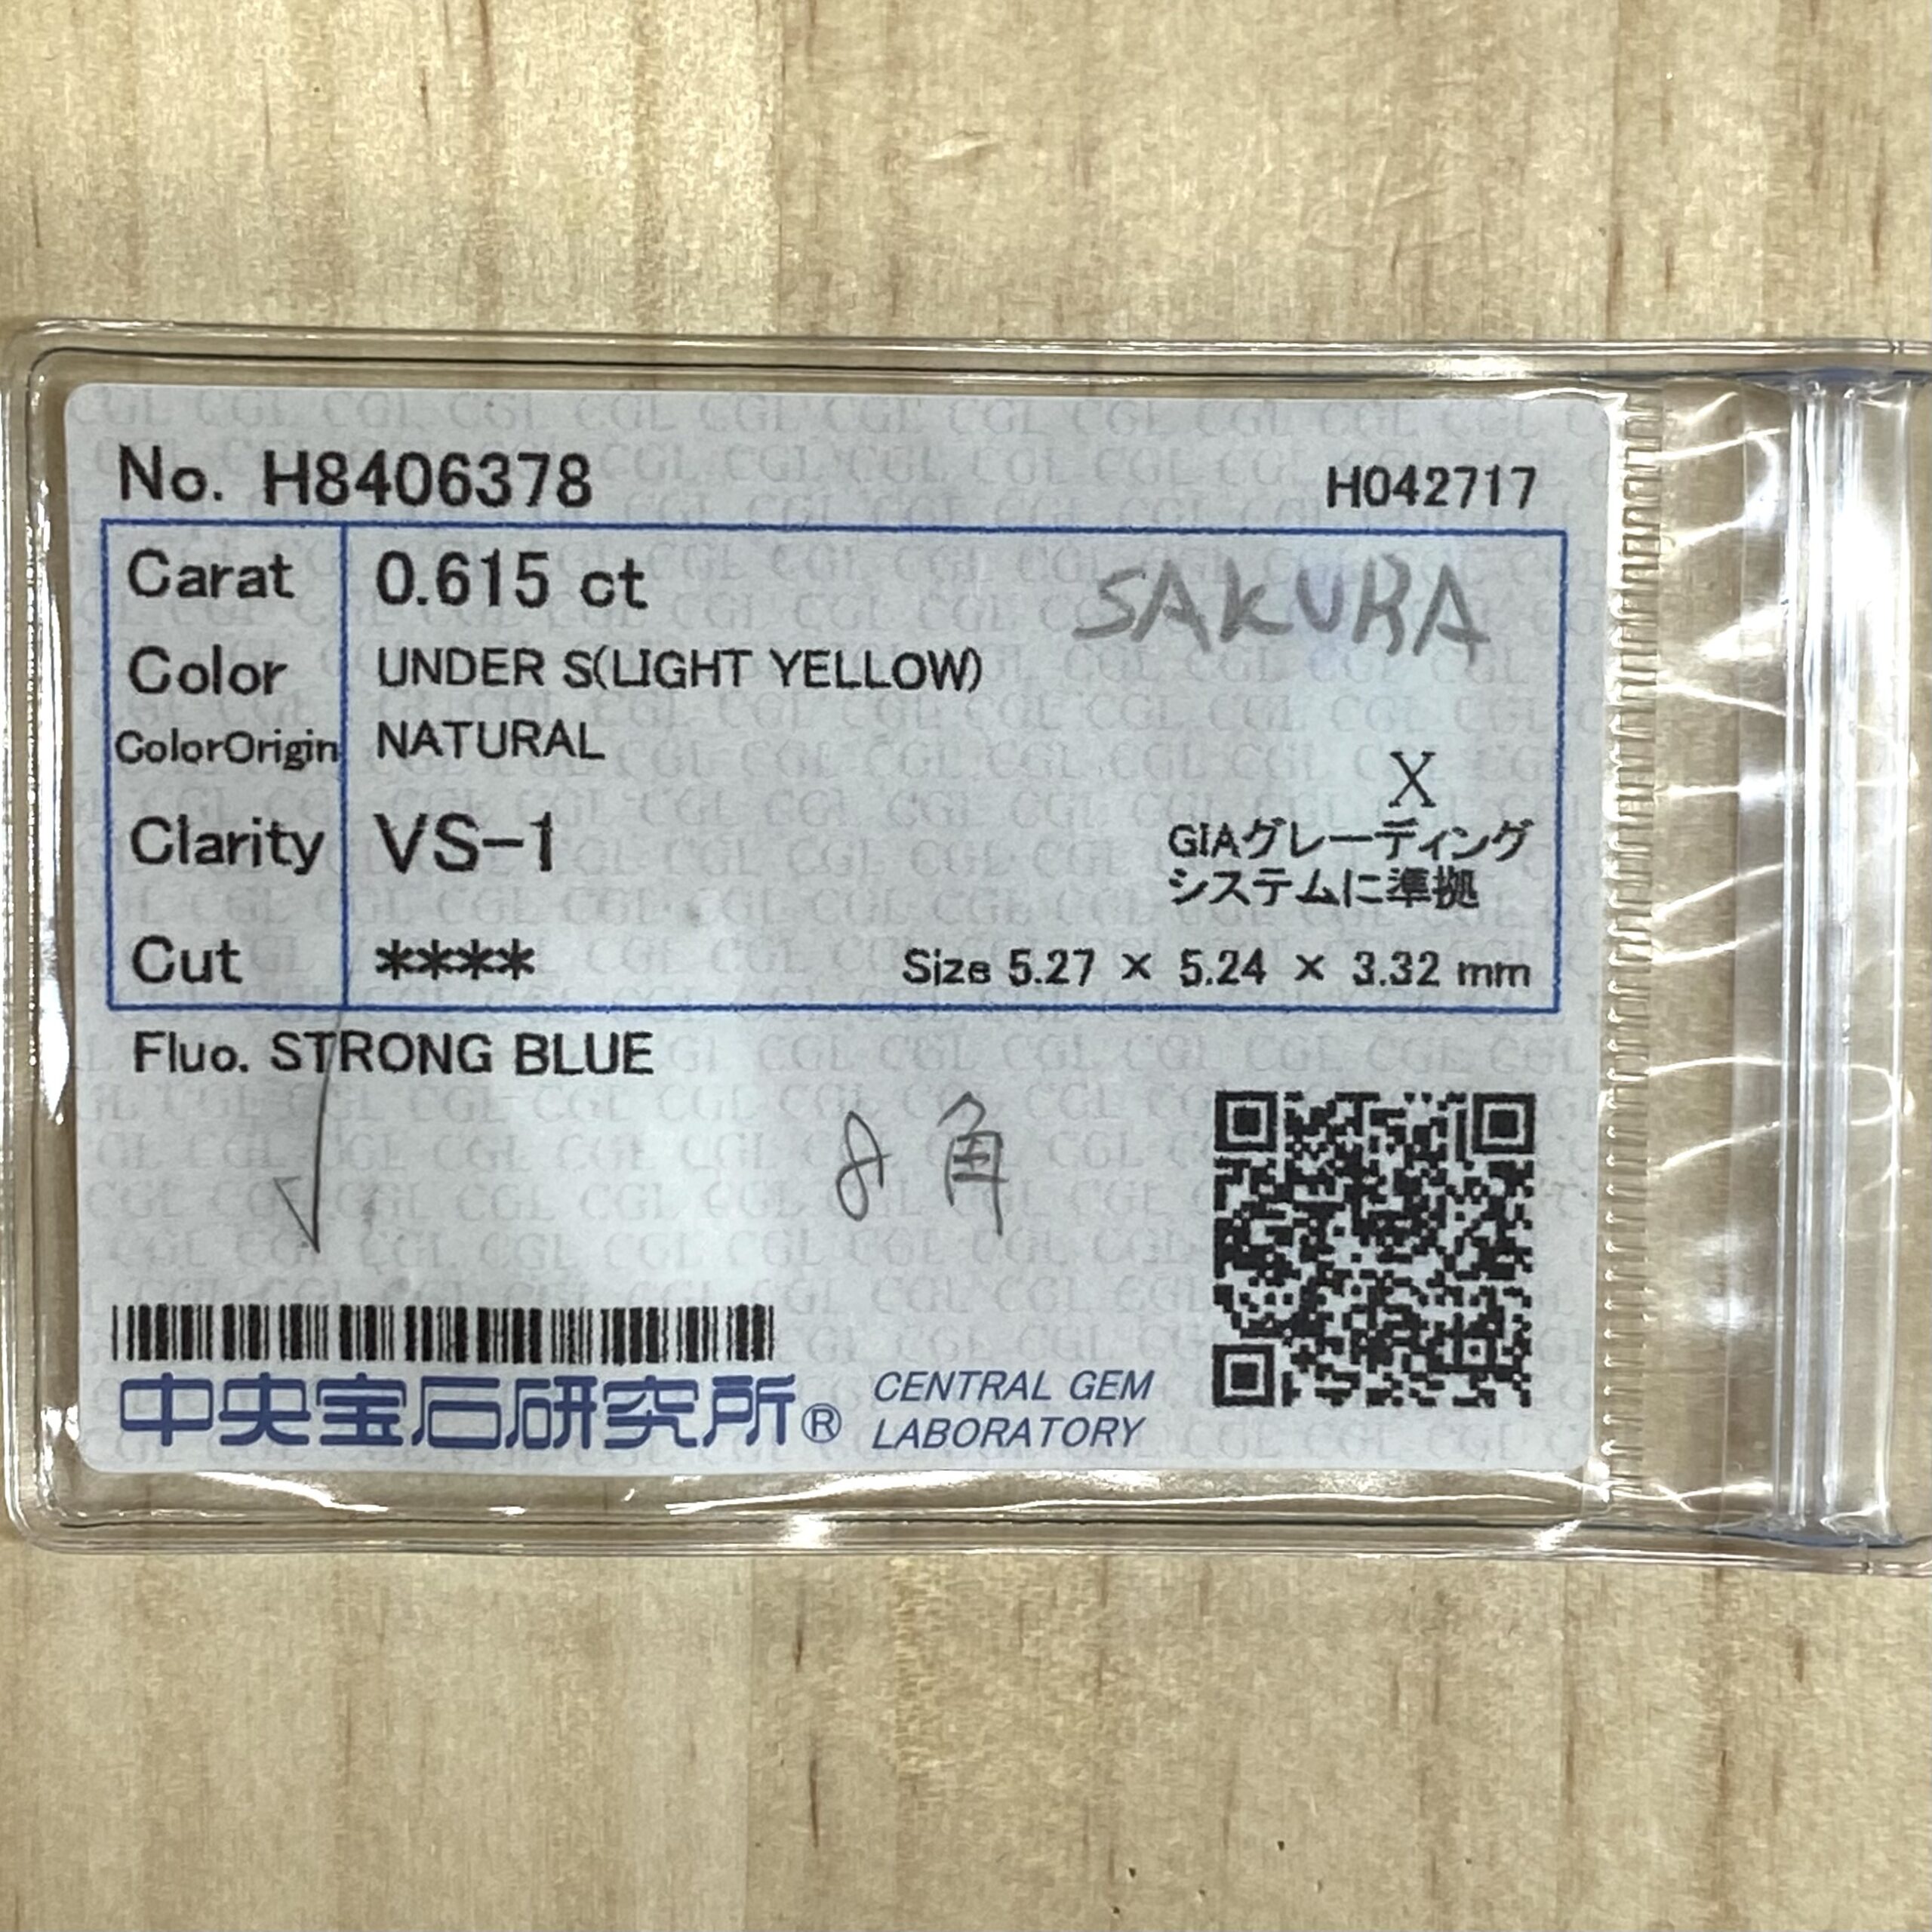 No. H8406378 H042717
Carat 0.615 ct SAKURA
Color UNDER S(LIGHT YELLOW)
ColorOrigin NATURAL
X
Clarity VS-1 GIAグレーディング
システムに準拠
Cut **** Size 5.27 × 5.24 × 3.32 mm
Fluo. STRONG BLUE
8角
中央宝石研究所® CENTRAL GEM
LABORATORY